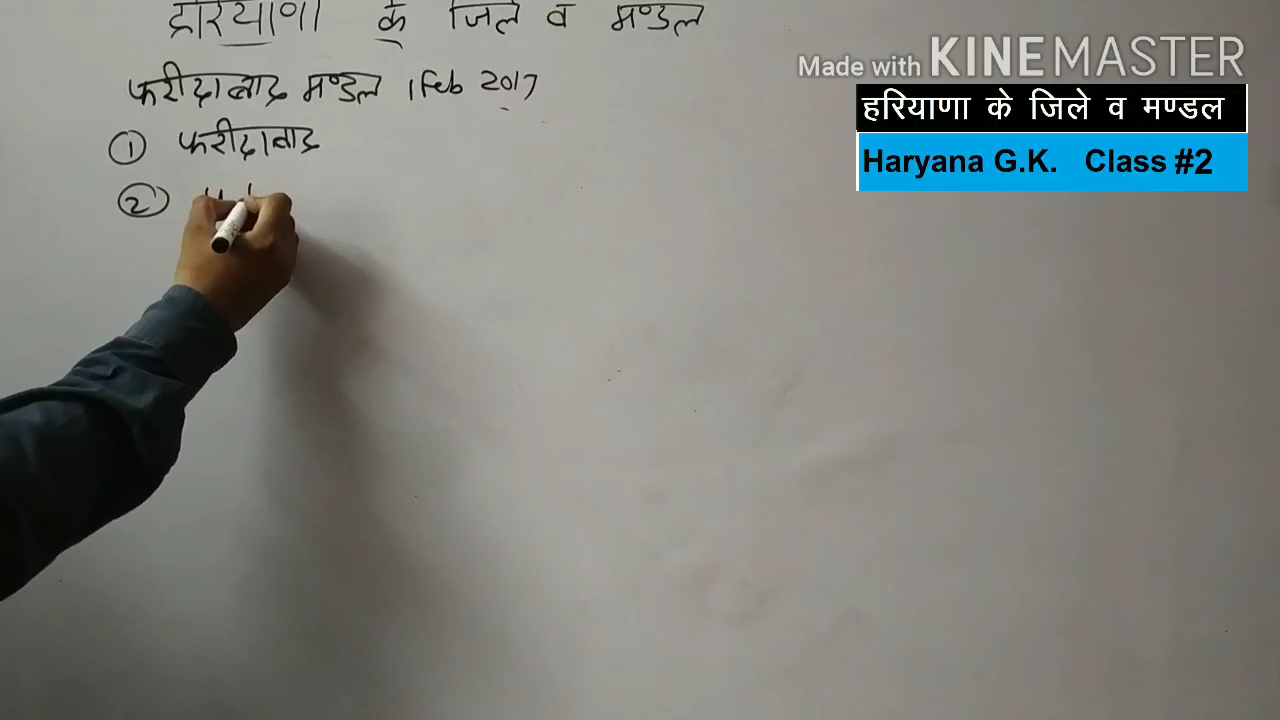 हरियाणा के जिले व मण्डल
Made with KINEMASTER
फरीदाबाद मण्डल 1 Feb 2017
हरियाणा के जिले व मण्डल
① फरीदाबाद
Haryana G.K. Class #2
②